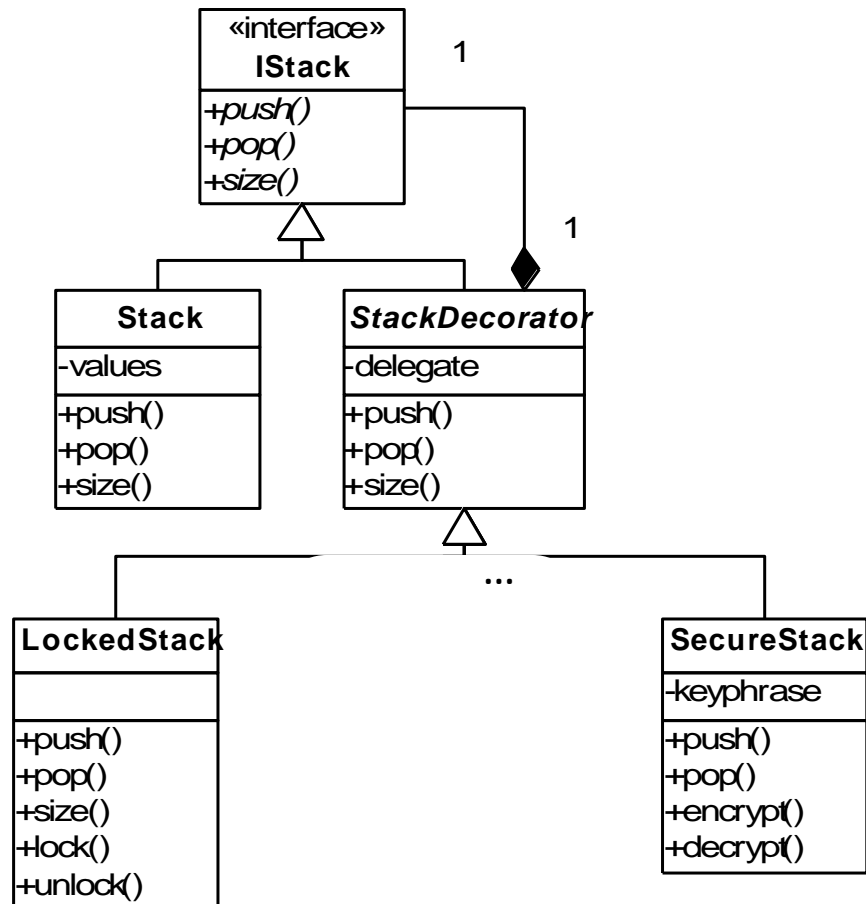 «interface»
IStack
+push()
+pop()
+size()
1
1
Stack
-values
+push()
+pop()
+size()
StackDecorator
-delegate
+push()
+pop()
+size()
...
LockedStack
+push()
+pop()
+size()
+lock()
+unlock()
SecureStack
-keyphrase
+push()
+pop()
+encrypt()
+decrypt()